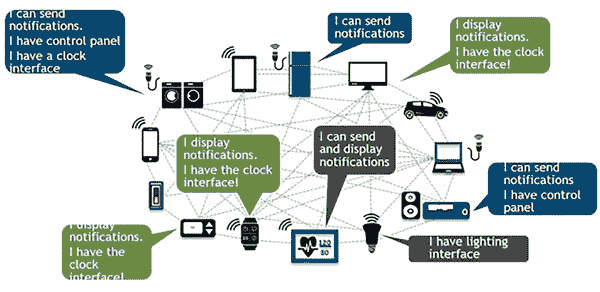 I can send
notifications.
I have control panel
I have a clock
interface
I can send
notifications
I display
notifications.
I have the clock
interface!
I display
notifications.
I have the clock
interface!
I can send
and display
notifications
I can send
notifications
I have control
panel
I display
notifications.
I have the
clock
interface!
120
80
I have lighting
interface